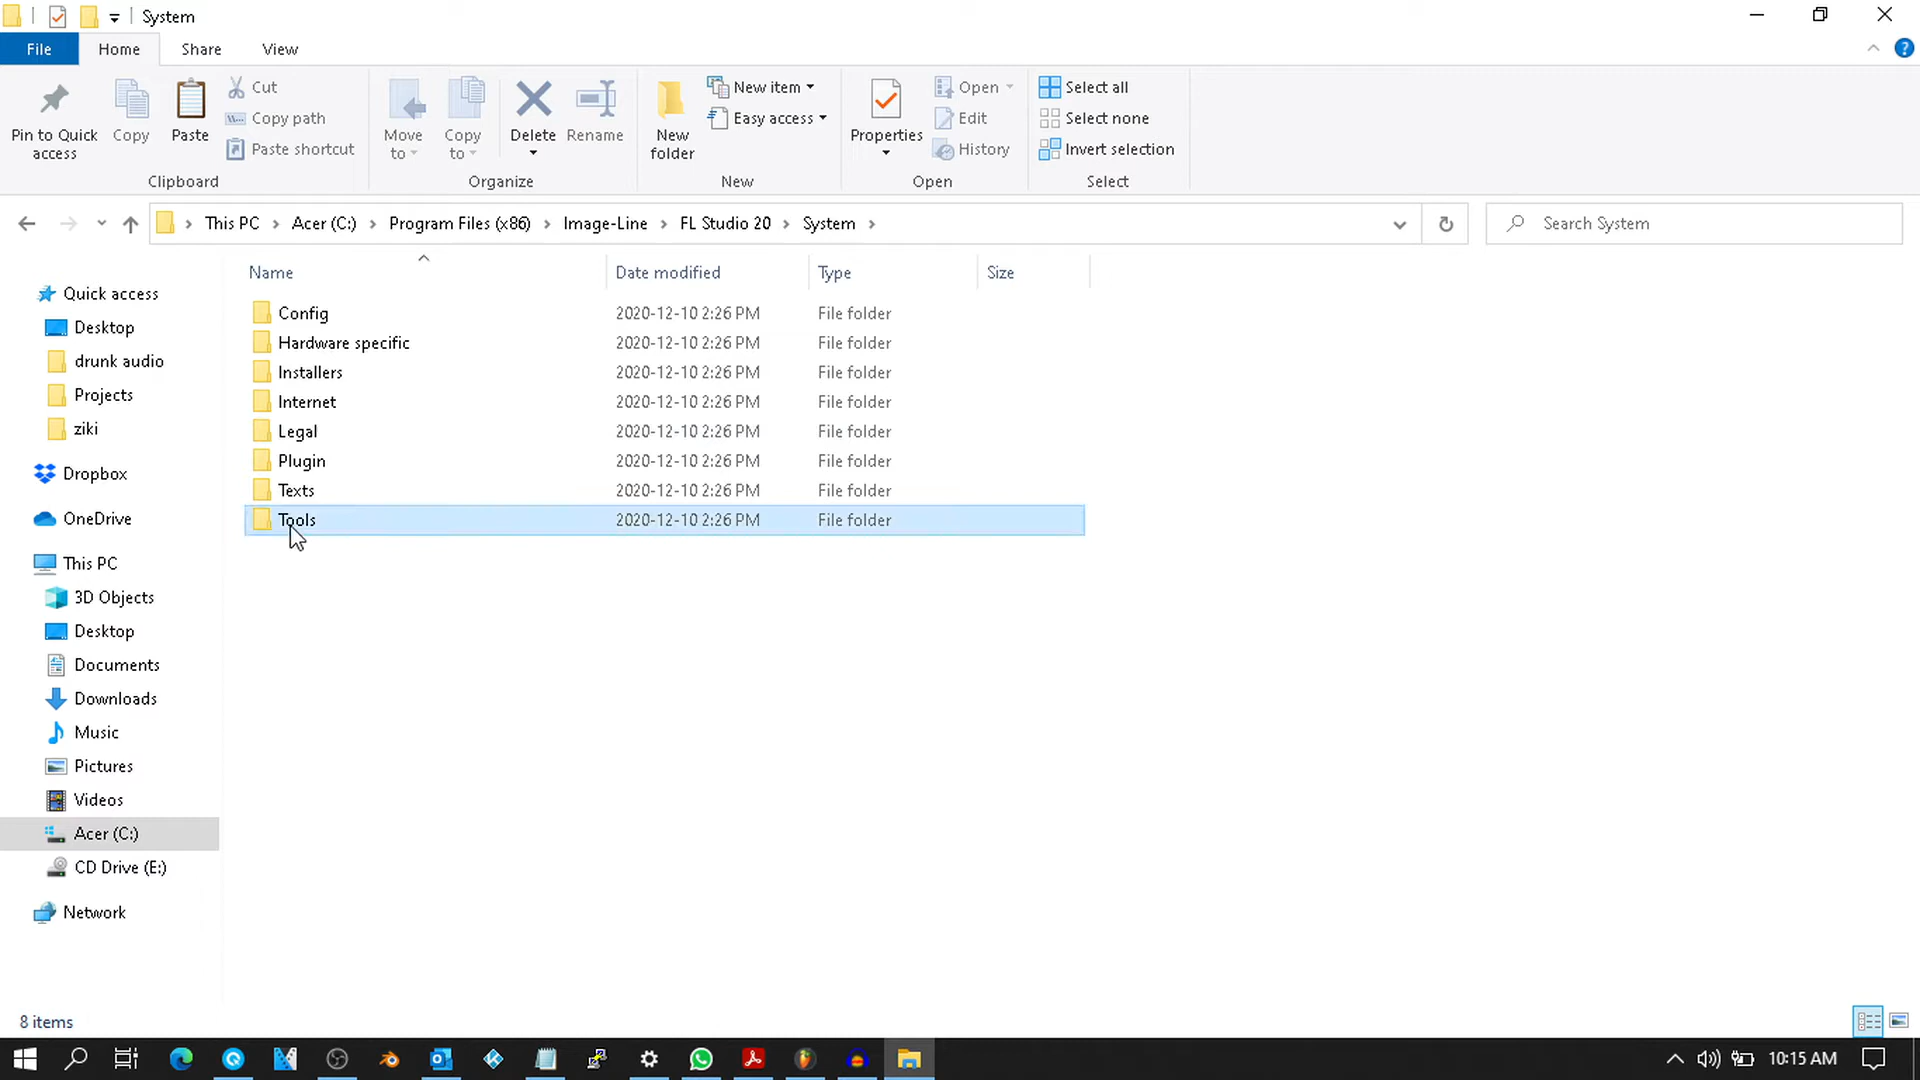 System
File Home Share View
Pin to Quick access
Copy
Paste
Cut
Copy path
Paste shortcut
Clipboard
Move to
Copy to
Delete
Rename
Organize
New folder
New item
Easy access
New
Properties
Open
Edit
History
Open
Select all
Select none
Invert selection
Select
This PC > Acer (C:) > Program Files (x86) > Image-Line > FL Studio 20 > System >
Search System
Quick access
Desktop
drunk audio
Projects
ziki
Dropbox
OneDrive
This PC
3D Objects
Desktop
Documents
Downloads
Music
Pictures
Videos
Acer (C:)
CD Drive (E:)
Network
Name Date modified Type Size
Config 2020-12-10 2:26 PM File folder
Hardware specific 2020-12-10 2:26 PM File folder
Installers 2020-12-10 2:26 PM File folder
Internet 2020-12-10 2:26 PM File folder
Legal 2020-12-10 2:26 PM File folder
Plugin 2020-12-10 2:26 PM File folder
Texts 2020-12-10 2:26 PM File folder
Tools 2020-12-10 2:26 PM File folder
8 items
10:15 AM